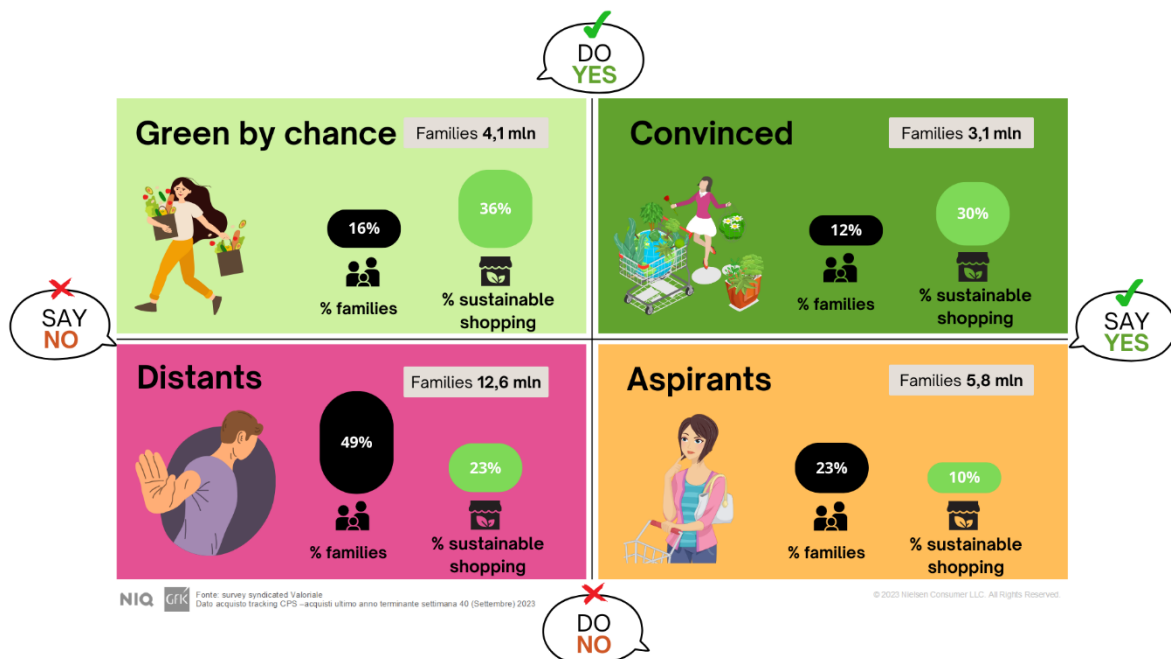 DO
YES
Green by chance
Families 4,1 mln
16%
36%
% families
% sustainable
shopping
Convinced
Families 3,1 mln
12%
30%
% families
% sustainable
shopping
SAY
NO
SAY
YES
Distants
Families 12,6 mln
49%
23%
% families
% sustainable
shopping
Aspirants
Families 5,8 mln
23%
10%
% families
% sustainable
shopping
NIQ GFK
Fonte: survey syndicated Valoriale
Dato acquisto tracking CPS –acquisti ultimo anno terminante settimana 40 (Settembre) 2023
© 2023 Nielsen Consumer LLC. All Rights Reserved.
DO
NO